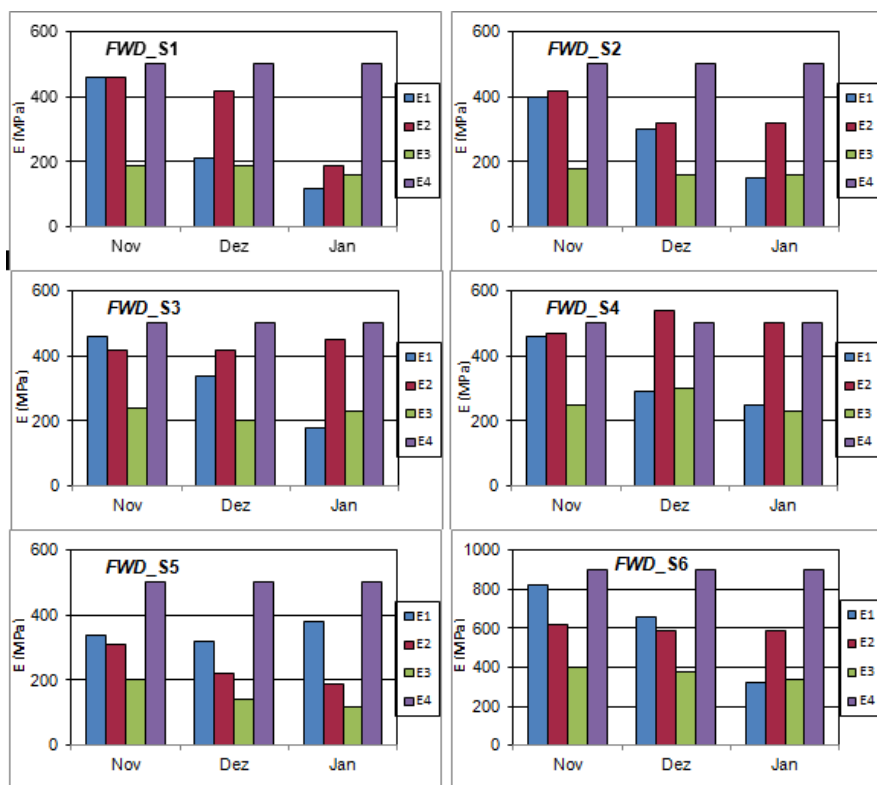 FWD_S1
E (MPa)
600
400
200
0
Nov Dez Jan
E1
E2
E3
E4
FWD_S2
E (MPa)
600
400
200
0
Nov Dez Jan
E1
E2
E3
E4
FWD_S3
E (MPa)
600
400
200
0
Nov Dez Jan
E1
E2
E3
E4
FWD_S4
E (MPa)
600
400
200
0
Nov Dez Jan
E1
E2
E3
E4
FWD_S5
E (MPa)
600
400
200
0
Nov Dez Jan
E1
E2
E3
E4
FWD_S6
E (MPa)
1000
800
600
400
200
0
Nov Dez Jan
E1
E2
E3
E4